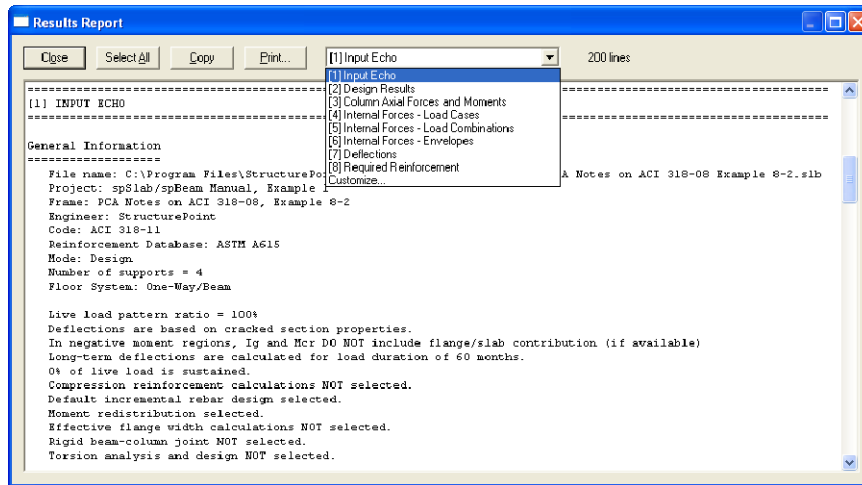 Results Report
Close Select All Copy Print... [1] Input Echo 200 lines
[1] Input Echo
[2] Design Results
[3] Column Axial Forces and Moments
[4] Internal Forces - Load Cases
[5] Internal Forces - Load Combinations
[6] Internal Forces - Envelopes
[7] Deflections
[8] Required Reinforcement
Customize...
[1] INPUT ECHO
General Information
===================
File name: C:\Program Files\StructurePo A Notes on ACI 318-08 Example 8-2.slb
Project: spSlab/spBeam Manual, Example 1
Frame: PCA Notes on ACI 318-08, Example 8-2
Engineer: StructurePoint
Code: ACI 318-11
Reinforcement Database: ASTM A615
Mode: Design
Number of supports = 4
Floor System: One-Way/Beam
Live load pattern ratio = 100%
Deflections are based on cracked section properties.
In negative moment regions, Ig and Mcr DO NOT include flange/slab contribution (if available)
Long-term deflections are calculated for load duration of 60 months.
0% of live load is sustained.
Compression reinforcement calculations NOT selected.
Default incremental rebar design selected.
Moment redistribution selected.
Effective flange width calculations NOT selected.
Rigid beam-column joint NOT selected.
Torsion analysis and design NOT selected.